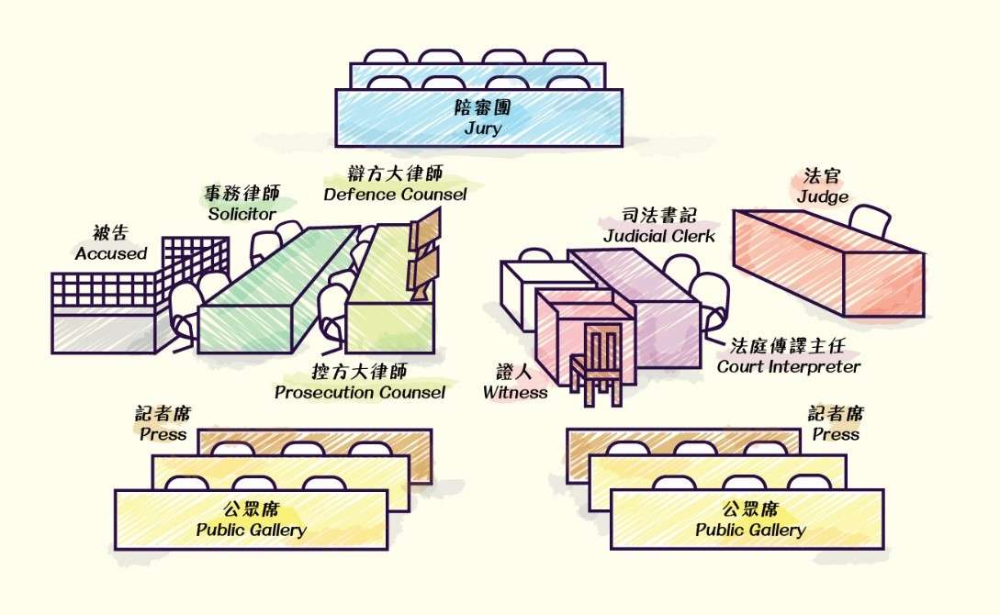 陪審團
Jury
辯方大律師
Defence Counsel
法官
Judge
事務律師
Solicitor
司法書記
Judicial Clerk
被告
Accused
法庭傳譯主任
Court Interpreter
控方大律師
Prosecution Counsel
證人
Witness
記者席
Press
記者席
Press
公眾席
Public Gallery
公眾席
Public Gallery